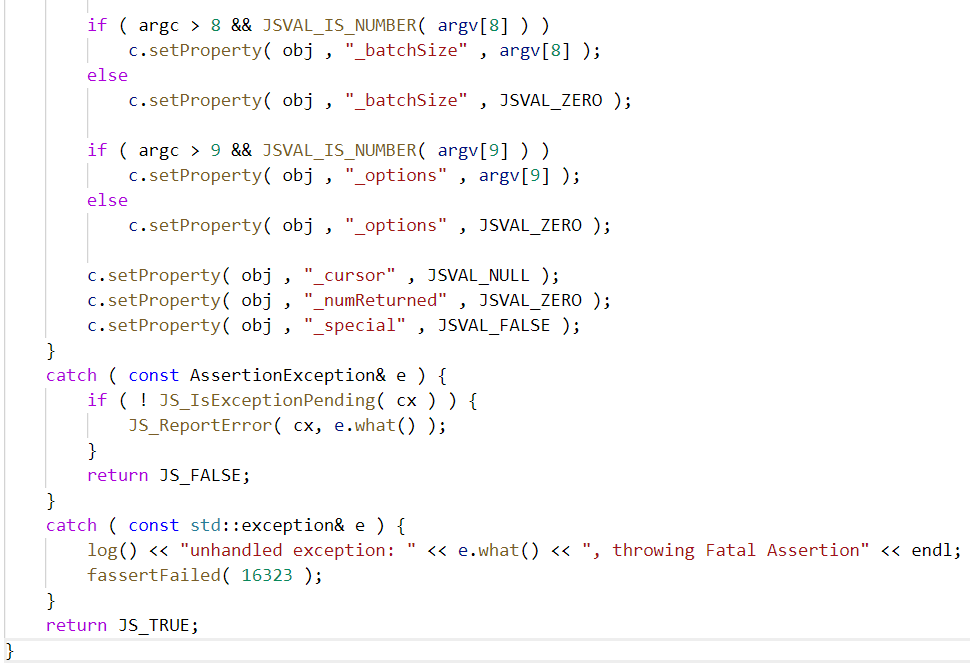 if ( argc > 8 && JSVAL_IS_NUMBER( argv[8] ) )
c.setProperty( obj , "_batchSize" , argv[8] );
else
c.setProperty( obj , "_batchSize" , JSVAL_ZERO );
if ( argc > 9 && JSVAL_IS_NUMBER( argv[9] ) )
c.setProperty( obj , "_options" , argv[9] );
else
c.setProperty( obj , "_options" , JSVAL_ZERO );
c.setProperty( obj , "_cursor" , JSVAL_NULL );
c.setProperty( obj , "_numReturned" , JSVAL_ZERO );
c.setProperty( obj , "_special" , JSVAL_FALSE );
}
catch ( const AssertionException& e ) {
if ( ! JS_IsExceptionPending( cx ) ) {
JS_ReportError( cx, e.what() );
}
return JS_FALSE;
}
catch ( const std::exception& e ) {
log() << "unhandled exception: " << e.what() << ", throwing Fatal Assertion" << endl;
fassertFailed( 16323 );
}
return JS_TRUE;
}